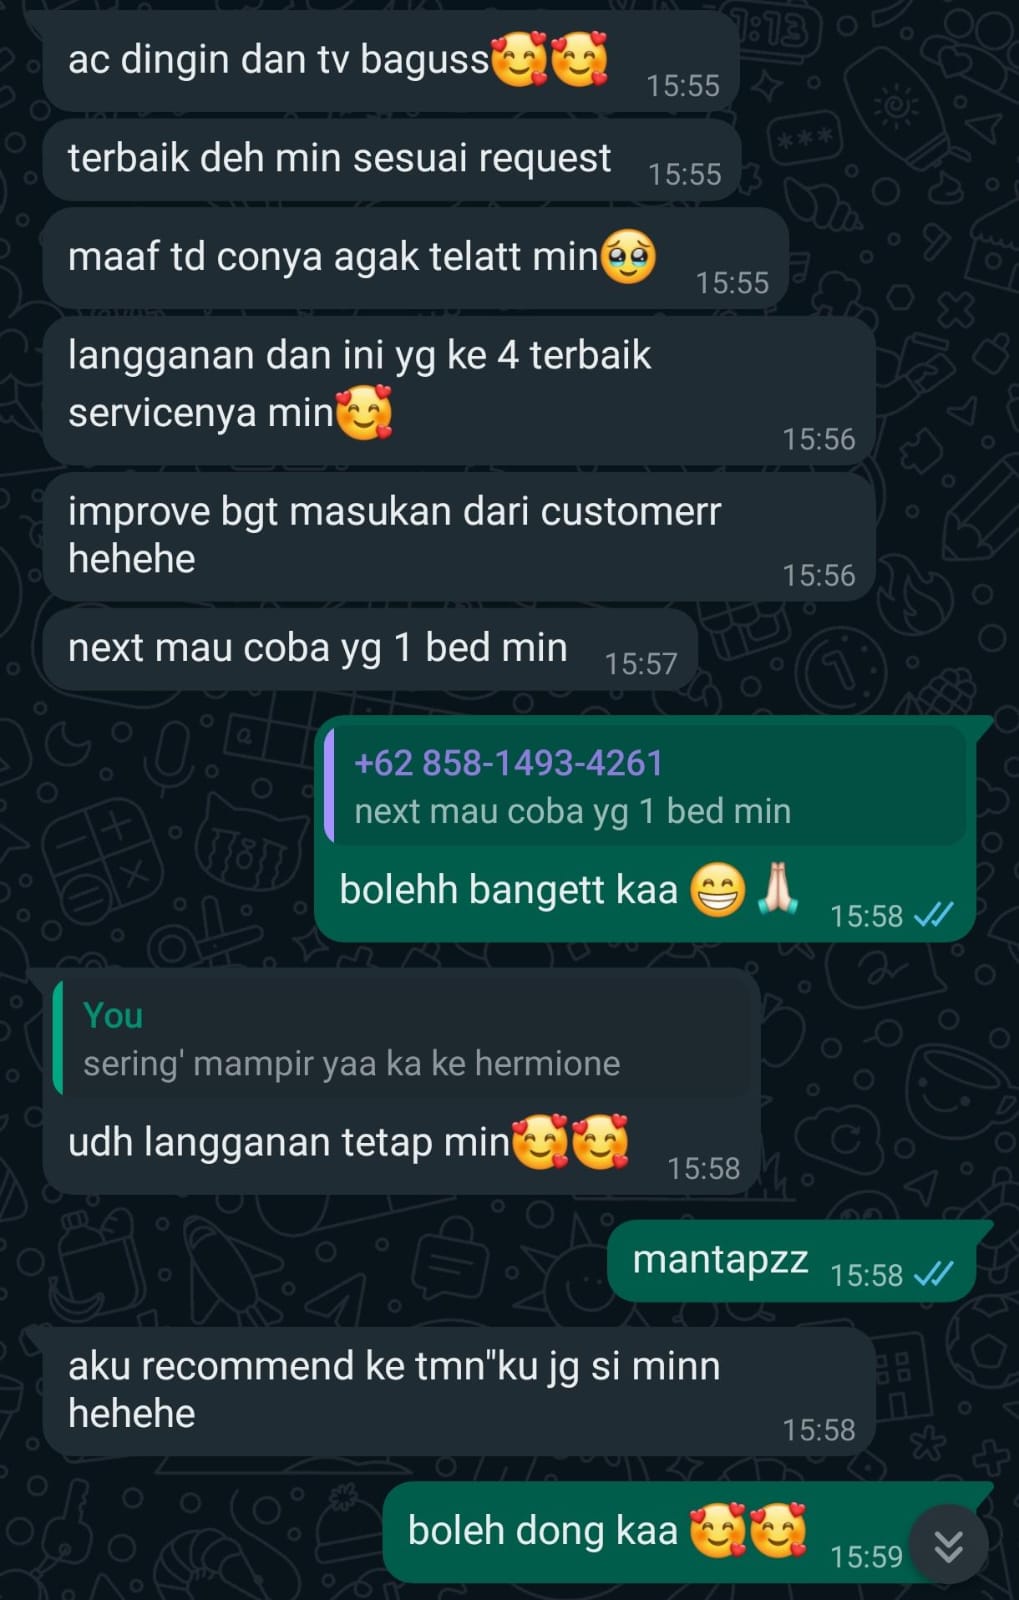 ac dingin dan tv baguss🥰🥰
15:55
terbaik deh min sesuai request
15:55
maaf td conya agak telatt min🥹
15:55
langganan dan ini yg ke 4 terbaik
servicenya min🥰
15:56
improve bgt masukan dari customerr
hehehe
15:56
next mau coba yg 1 bed min
15:57
+62 858-1493-4261
next mau coba yg 1 bed min
bolehh bangett kaa 😁🙏🏻
15:58
You
sering' mampir yaa ka ke hermione
udh langganan tetap min🥰🥰
15:58
mantapzz
15:58
aku recommend ke tmn"ku jg si minn
hehehe
15:58
boleh dong kaa 🥰🥰
15:59